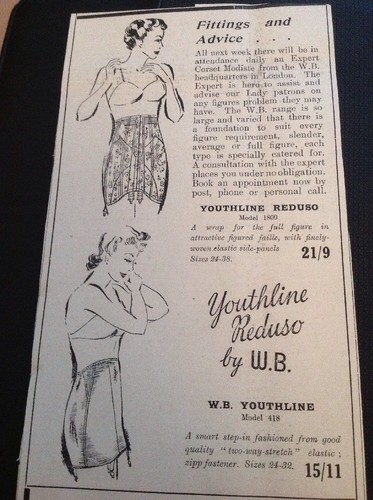 Fittings and
Advice . . .
All next week there will be in
attendance daily an Expert
Corset Modiste from the W.B.
headquarters in London. The
Expert is here to assist and
advise our Lady patrons on
any figures problem they may
have. The W.B. range is so
large and varied that there is
a foundation to suit every
figure requirement, slender,
average or full figure, each
type is specially catered for.
A consultation with the expert
places you under no obligation.
Book an appointment now by
post, phone or personal call.
YOUTHLINE REDUSO
Model 1809
A wrap for the full figure in
attractive figured faille, with finely-
woven elastic side-panels
Sizes 24-38. 21/9
Youthline
Reduso
by W.B.
W.B. YOUTHLINE
Model 418
A smart step-in fashioned from good
quality "two-way-stretch" elastic ;
zipp fastener. Sizes 24-32. 15/11